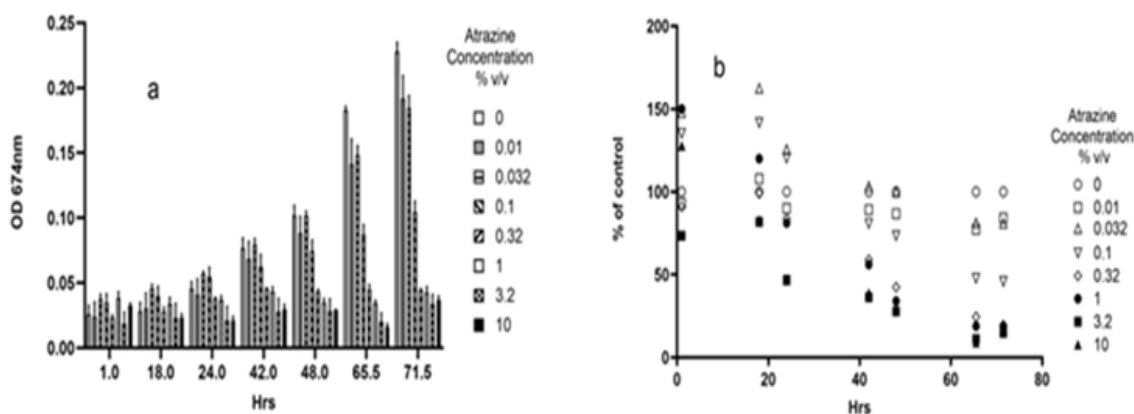 a
0.25
0.20
0.15
0.10
0.05
0.00
OD 674nm
1.0 18.0 24.0 42.0 48.0 65.5 71.5
Hrs
Atrazine
Concentration
% v/v
0
0.01
0.032
0.1
0.32
1
3.2
10
b
200
150
100
50
0
% of control
0 20 40 60 80
Hrs
Atrazine
Concentration
% v/v
0
0.01
0.032
0.1
0.32
1
3.2
10